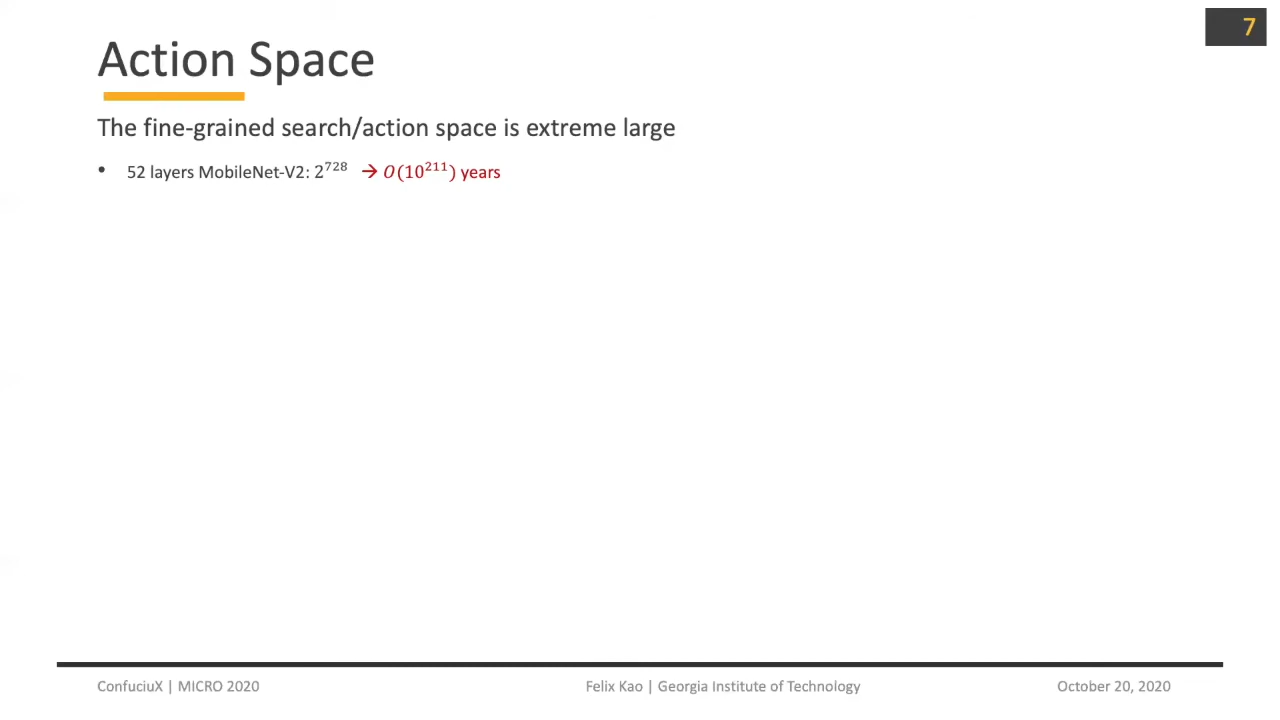 7
Action Space
The fine-grained search/action space is extreme large
• 52 layers MobileNet-V2: 2^728 → O(10^211) years
ConfuciuX | MICRO 2020 Felix Kao | Georgia Institute of Technology October 20, 2020